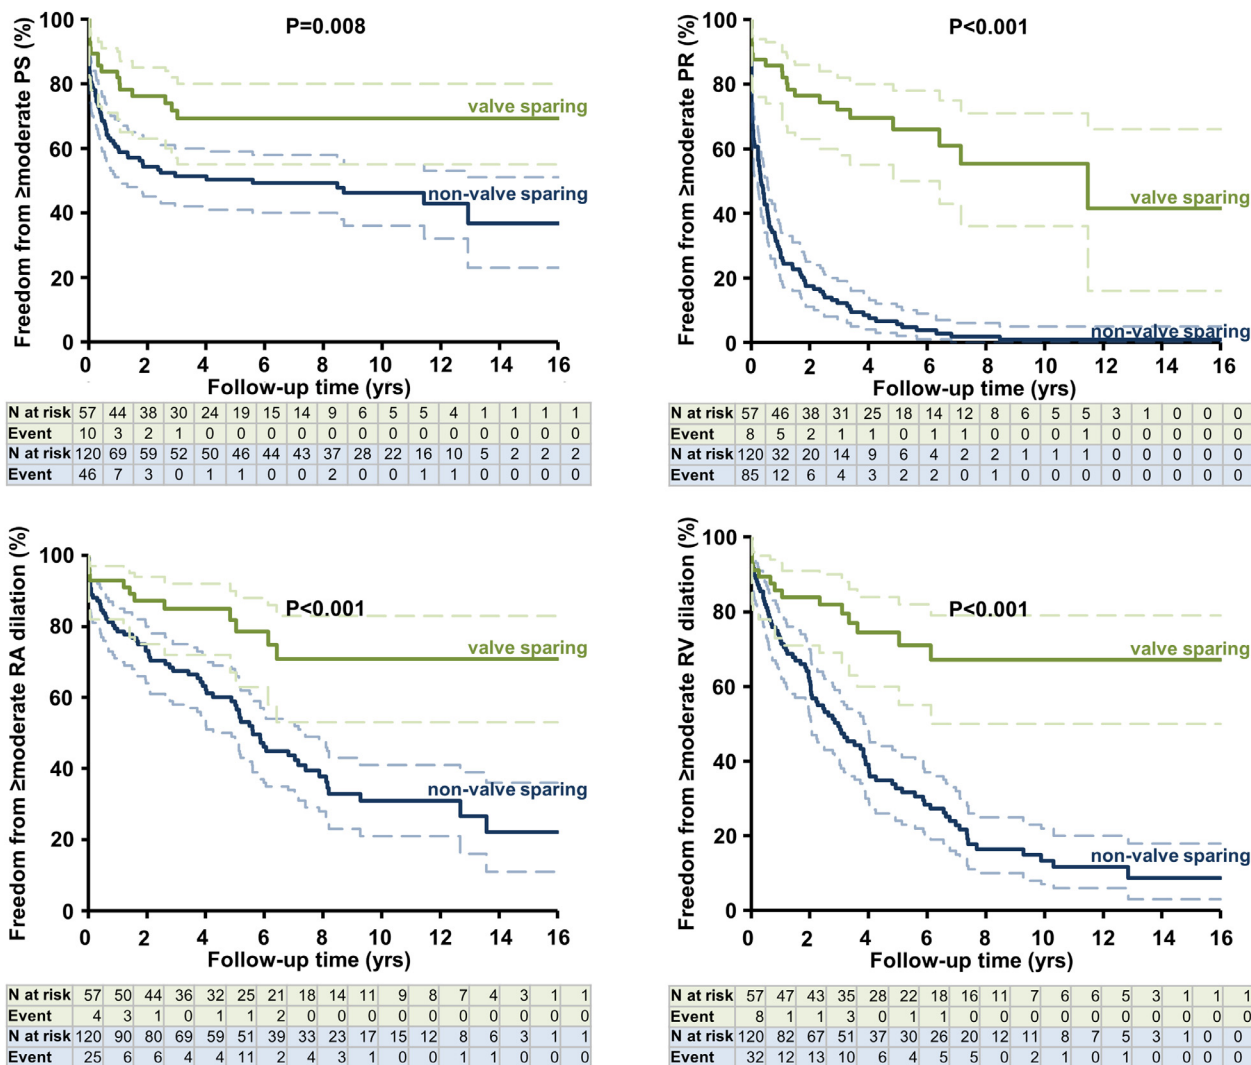 P=0.008
Freedom from ≥moderate PS (%)
100
80
60
40
20
0
valve sparing
non-valve sparing
0 2 4 6 8 10 12 14 16
Follow-up time (yrs)
N at risk 57 44 38 30 24 19 15 14 9 6 5 5 4 1 1 1 1
Event 10 3 2 1 0 0 0 0 0 0 0 0 0 0 0 0 0
N at risk 120 69 59 52 50 46 44 43 37 28 22 16 10 5 2 2 2
Event 46 7 3 0 1 1 0 0 2 0 0 1 1 0 0 0 0
P<0.001
Freedom from ≥moderate PR (%)
100
80
60
40
20
0
valve sparing
non-valve sparing
0 2 4 6 8 10 12 14 16
Follow-up time (yrs)
N at risk 57 46 38 31 25 18 14 12 8 6 5 5 3 1 0 0 0
Event 8 5 2 1 1 0 1 1 0 0 0 1 0 0 0 0 0
N at risk 120 32 20 14 9 6 4 2 2 1 1 1 0 0 0 0 0
Event 85 12 6 4 3 2 2 0 1 0 0 0 0 0 0 0 0
P<0.001
Freedom from ≥moderate RA dilation (%)
100
80
60
40
20
0
valve sparing
non-valve sparing
0 2 4 6 8 10 12 14 16
Follow-up time (yrs)
N at risk 57 50 44 36 32 25 21 18 14 11 9 8 7 4 3 1 1
Event 4 3 1 0 1 1 2 0 0 0 0 0 0 0 0 0 0
N at risk 120 90 80 69 59 51 39 33 23 17 15 12 8 6 3 1 1
Event 25 6 6 4 4 11 2 4 3 1 0 0 1 1 0 0 0
P<0.001
Freedom from ≥moderate RV dilation (%)
100
80
60
40
20
0
valve sparing
non-valve sparing
0 2 4 6 8 10 12 14 16
Follow-up time (yrs)
N at risk 57 47 43 35 28 22 18 16 11 7 6 6 5 3 1 1 1
Event 8 1 1 3 0 1 1 0 0 0 0 0 0 0 0 0 0
N at risk 120 82 67 51 37 30 26 20 12 11 8 7 5 3 1 0 0
Event 32 12 13 10 6 4 5 5 0 2 1 0 1 0 0 0 0